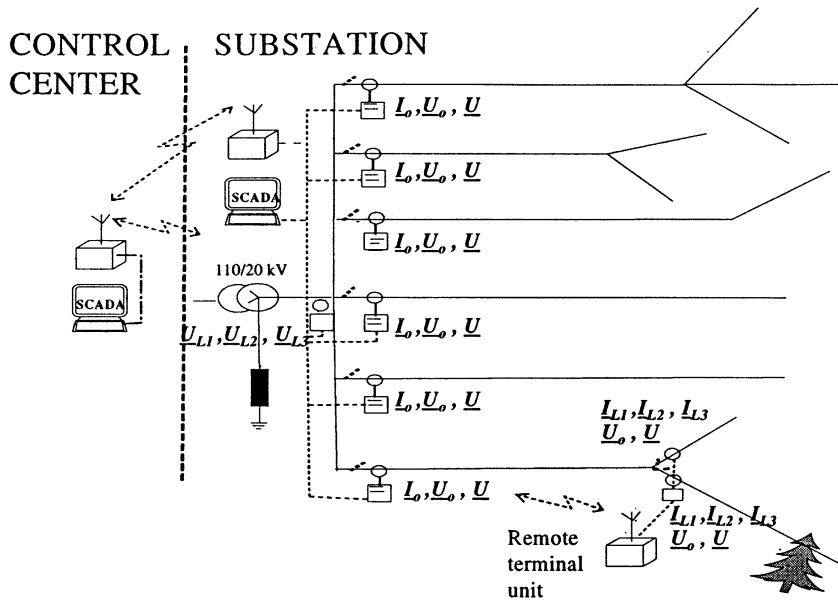 CONTROL CENTER
SUBSTATION
I_o, U_o, U
I_o, U_o, U
SCADA
I_o, U_o, U
110/20 kV
SCADA
U_L1, U_L2, U_L3
I_o, U_o, U
I_o, U_o, U
I_L1, I_L2, I_L3
U_o, U
I_o, U_o, U
I_L1, I_L2, I_L3
U_o, U
Remote
terminal
unit